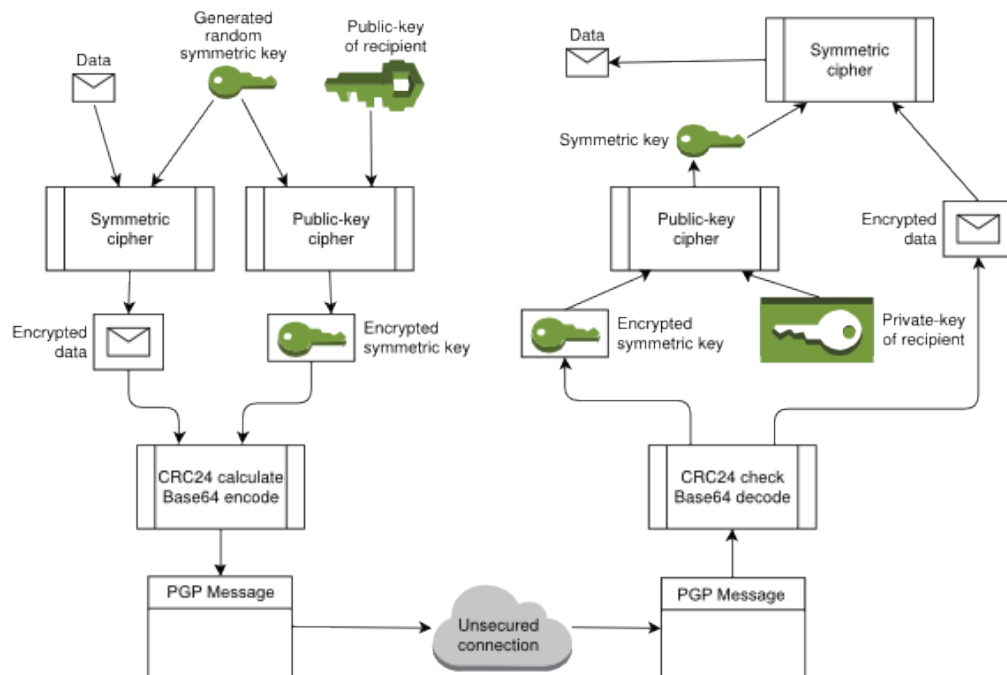 Data
Generated
random
symmetric key
Public-key
of recipient
Symmetric
cipher
Public-key
cipher
Encrypted
data
Encrypted
symmetric key
CRC24 calculate
Base64 encode
PGP Message
Unsecured
connection
PGP Message
CRC24 check
Base64 decode
Encrypted
symmetric key
Private-key
of recipient
Public-key
cipher
Encrypted
data
Symmetric key
Symmetric
cipher
Data